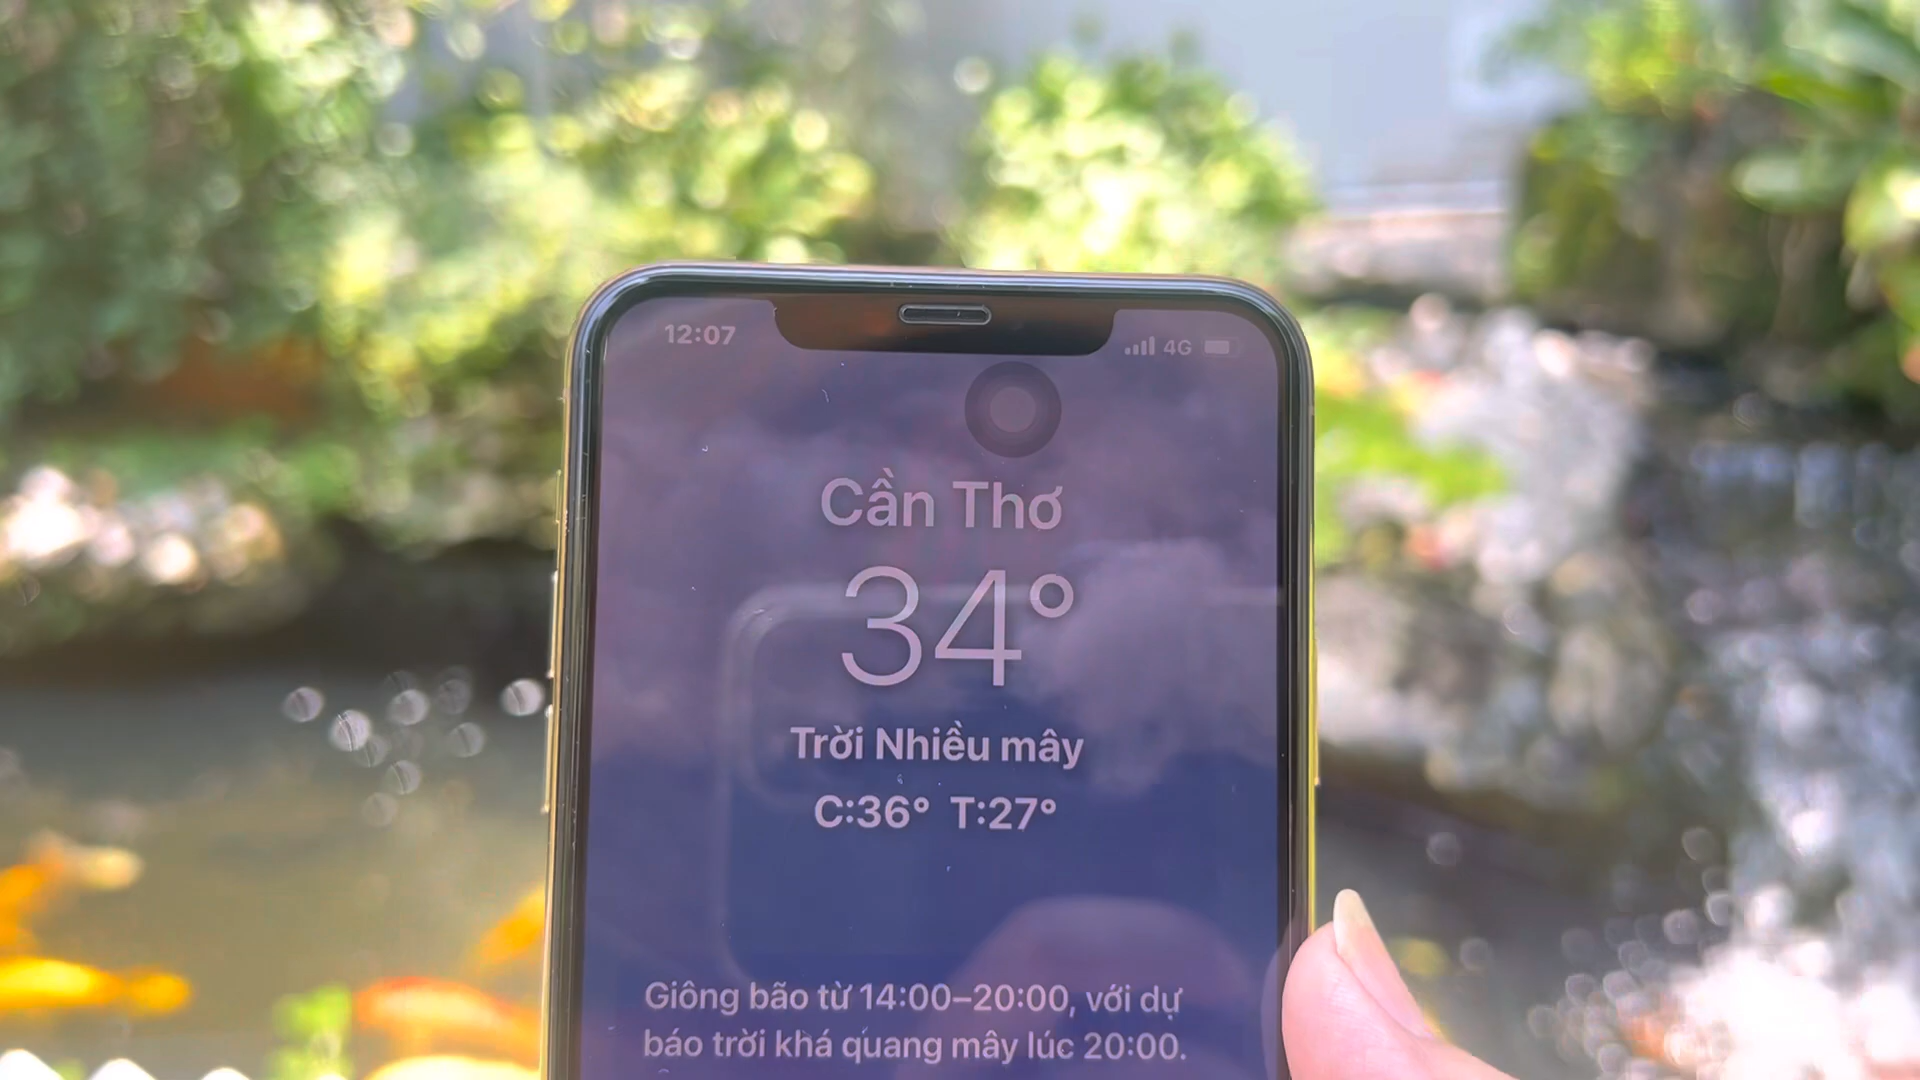 12:07
4G
Cần Thơ
34°
Trời Nhiều mây
C:36° T:27°
Giông bão từ 14:00–20:00, với dự
báo trời khá quang mây lúc 20:00.